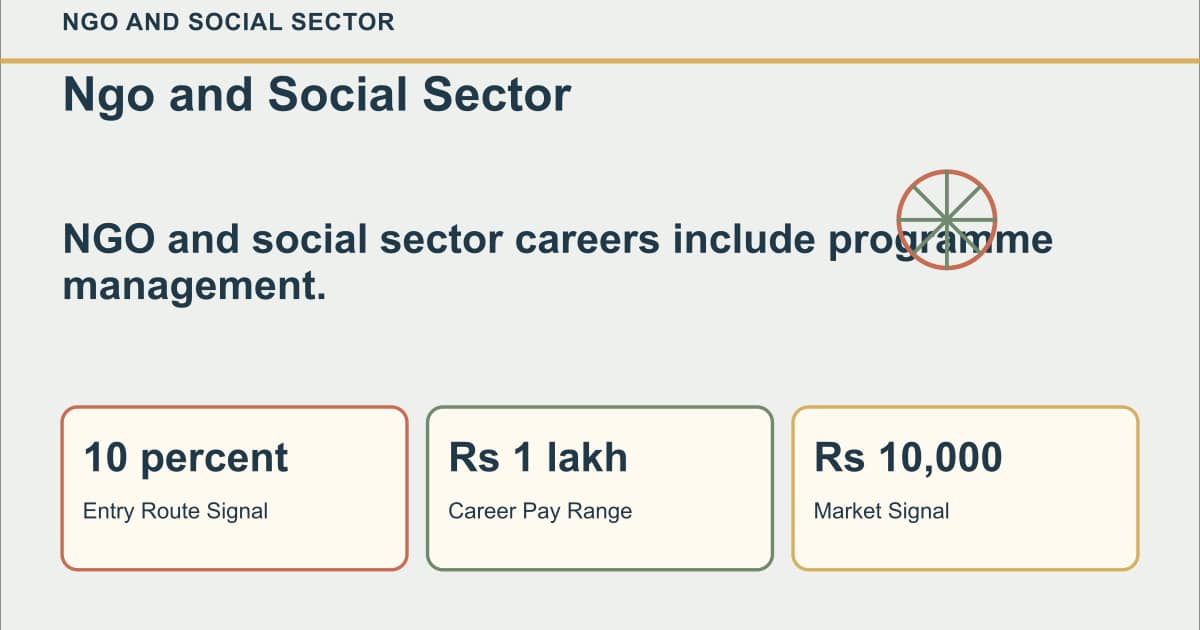 NGO AND SOCIAL SECTOR
Ngo and Social Sector
NGO and social sector careers include programme
management.
10 percent
Entry Route Signal
Rs 1 lakh
Career Pay Range
Rs 10,000
Market Signal